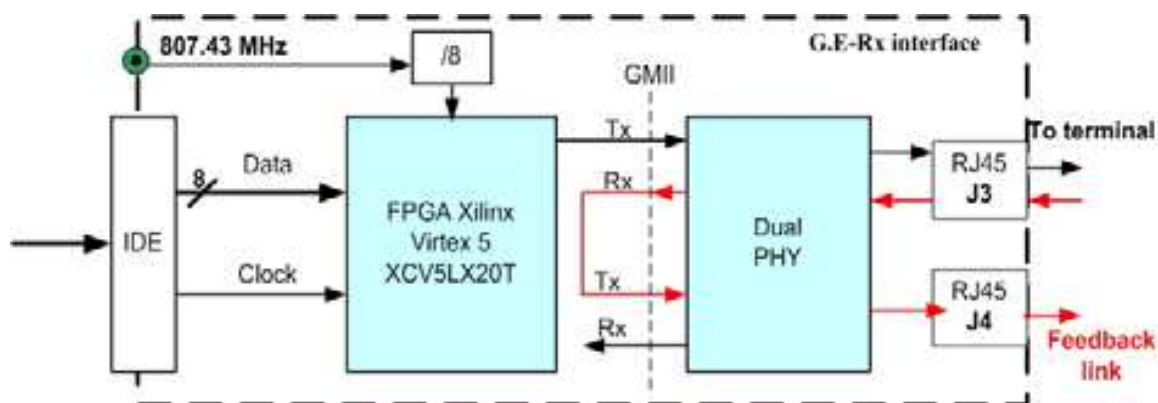 807.43 MHz
/8
G.E-Rx interface
GMII
Tx
To terminal
8
Data
Rx
RJ45
J3
IDE
FPGA Xilinx
Virtex 5
XCV5LX20T
Dual
PHY
Clock
Tx
RJ45
J4
Rx
Feedback
link